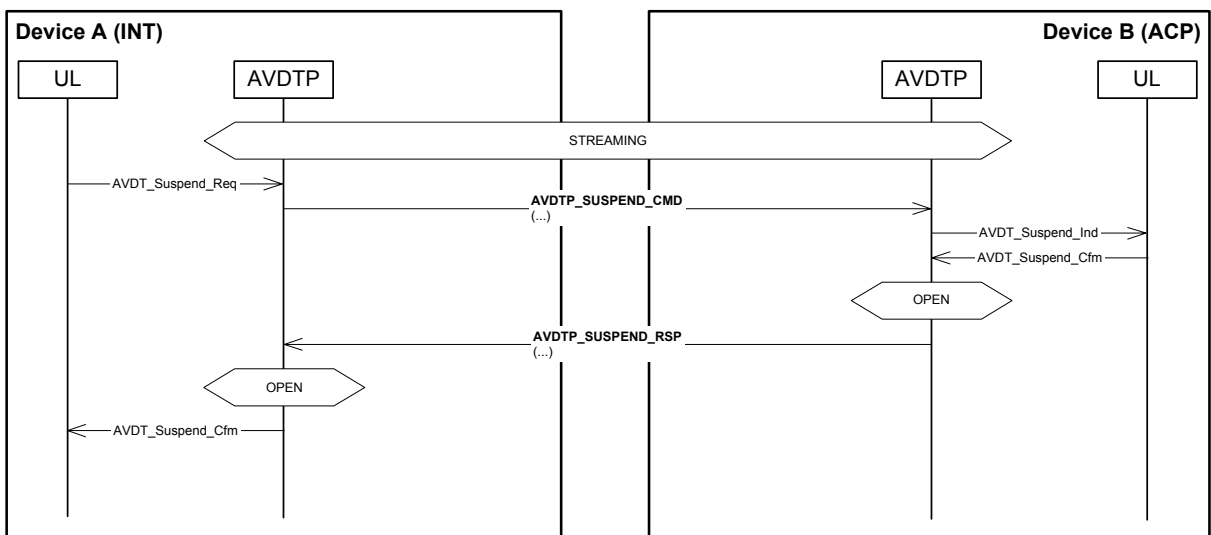 Device A (INT)
Device B (ACP)
UL
AVDTP
AVDTP
UL
STREAMING
AVDT_Suspend_Req
AVDTP_SUSPEND_CMD
(...)
AVDT_Suspend_Ind
AVDT_Suspend_Cfm
OPEN
AVDTP_SUSPEND_RSP
(...)
OPEN
AVDT_Suspend_Cfm